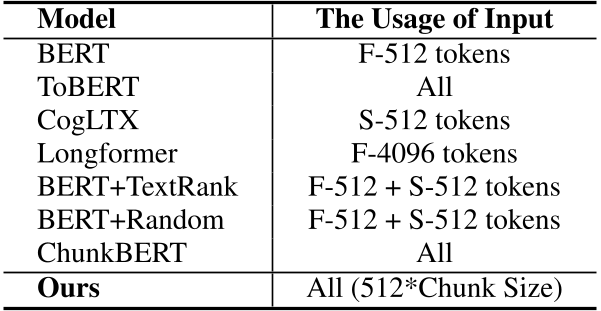 Model The Usage of Input
BERT F-512 tokens
ToBERT All
CogLTX S-512 tokens
Longformer F-4096 tokens
BERT+TextRank F-512 + S-512 tokens
BERT+Random F-512 + S-512 tokens
ChunkBERT All
Ours All (512*Chunk Size)